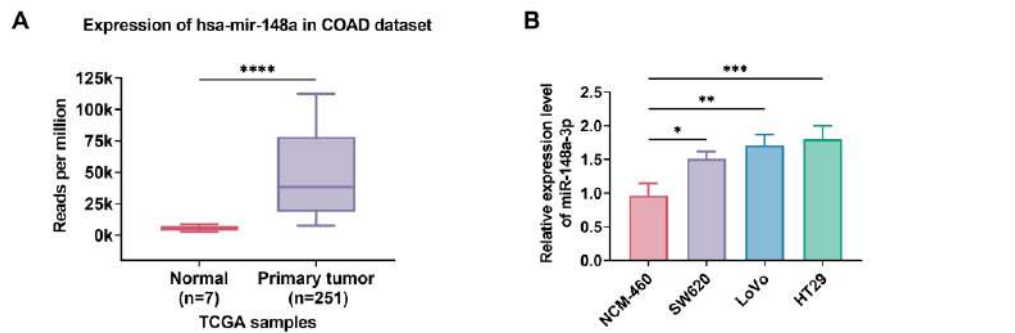 A
Expression of hsa-mir-148a in COAD dataset
****
Reads per million
125k
100k
75k
50k
25k
0k
Normal
(n=7)
Primary tumor
(n=251)
TCGA samples
B
***
**
*
Relative expression level
of miR-148a-3p
2.5
2.0
1.5
1.0
0.5
0.0
NCM-460
SW620
LoVo
HT29